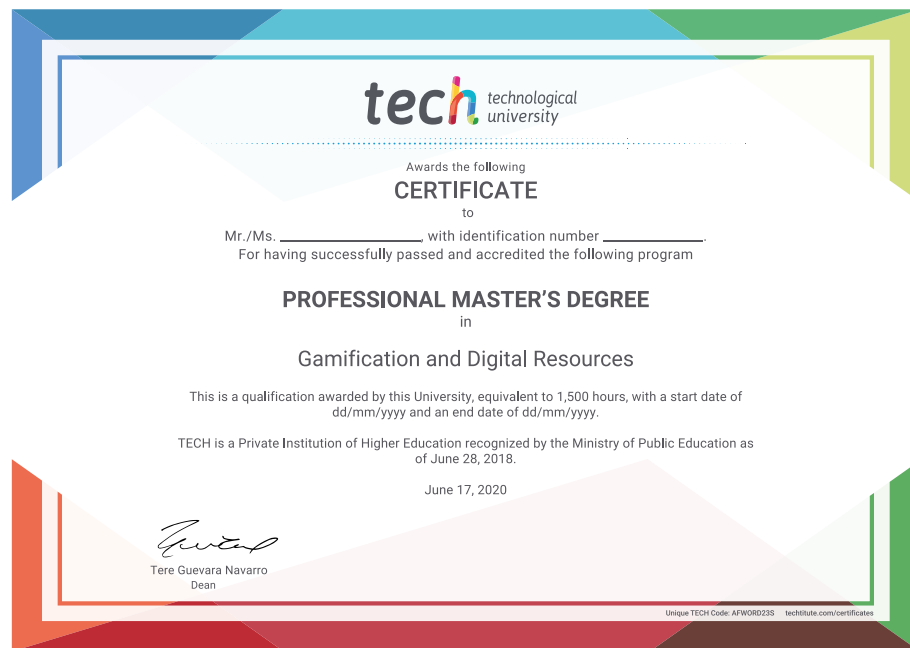 tech technological
university
Awards the following
CERTIFICATE
to
Mr./Ms. ____________________, with identification number ______________.
For having successfully passed and accredited the following program
PROFESSIONAL MASTER'S DEGREE
in
Gamification and Digital Resources
This is a qualification awarded by this University, equivalent to 1,500 hours, with a start date of
dd/mm/yyyy and an end date of dd/mm/yyyy.
TECH is a Private Institution of Higher Education recognized by the Ministry of Public Education as
of June 28, 2018.
June 17, 2020
Tere Guevara Navarro
Dean
Unique TECH Code: AFWORD23S techtitute.com/certificates